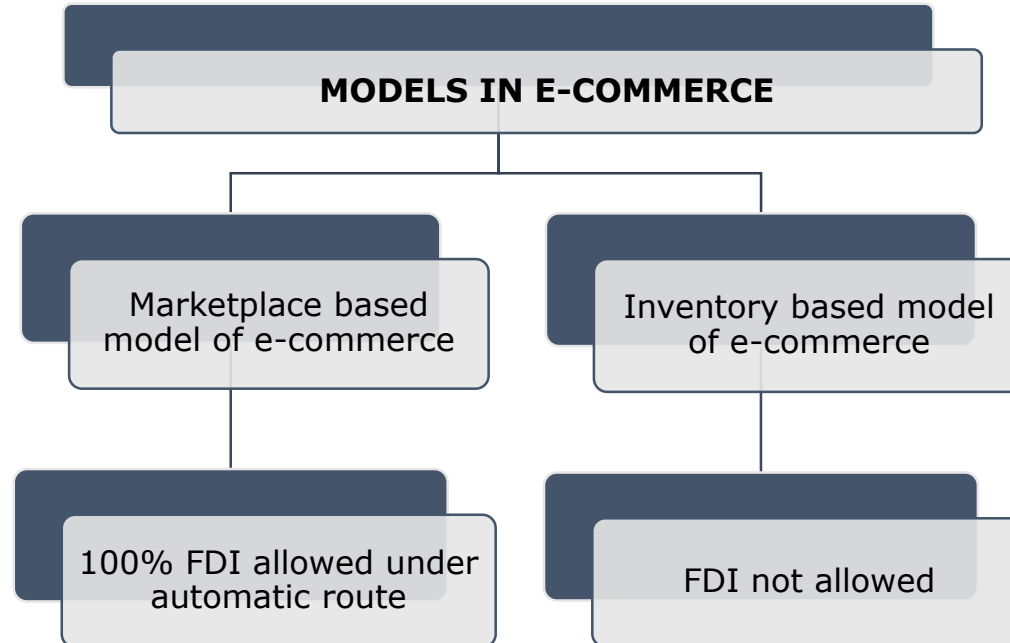 MODELS IN E-COMMERCE
Marketplace based
model of e-commerce
Inventory based model
of e-commerce
100% FDI allowed under
automatic route
FDI not allowed